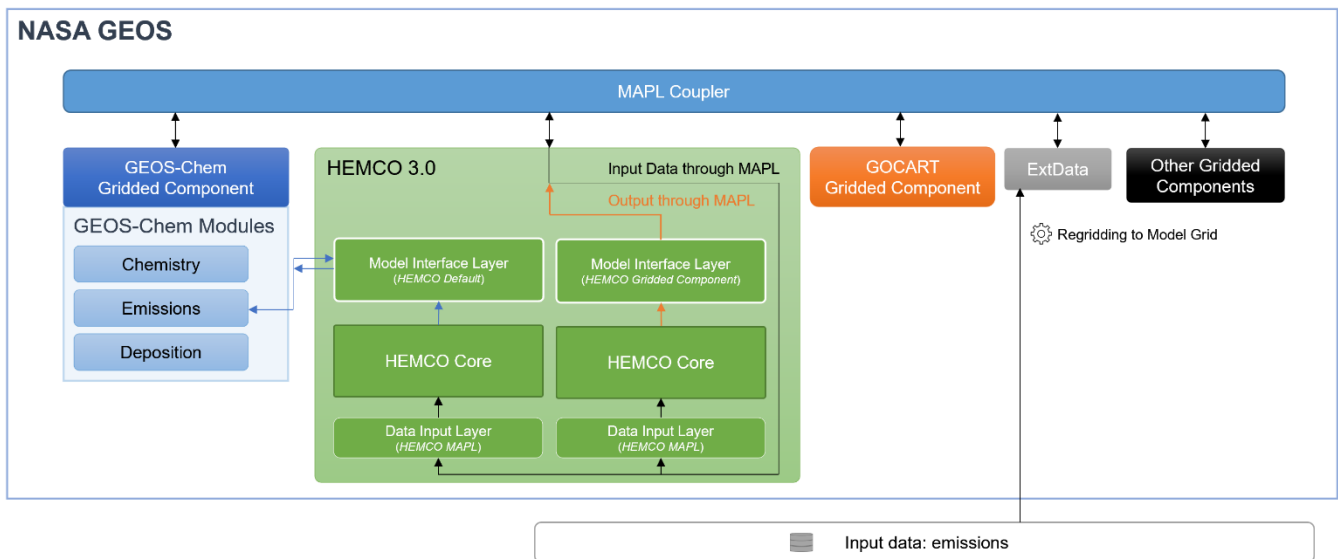 NASA GEOS
MAPL Coupler
GEOS-Chem
Gridded Component
GEOS-Chem Modules
Chemistry
Emissions
Deposition
HEMCO 3.0
Input Data through MAPL
Output through MAPL
Model Interface Layer
(HEMCO Default)
Model Interface Layer
(HEMCO Gridded Component)
HEMCO Core
HEMCO Core
Data Input Layer
(HEMCO MAPL)
Data Input Layer
(HEMCO MAPL)
GOCART
Gridded Component
ExtData
Other Gridded
Components
Regridding to Model Grid
Input data: emissions